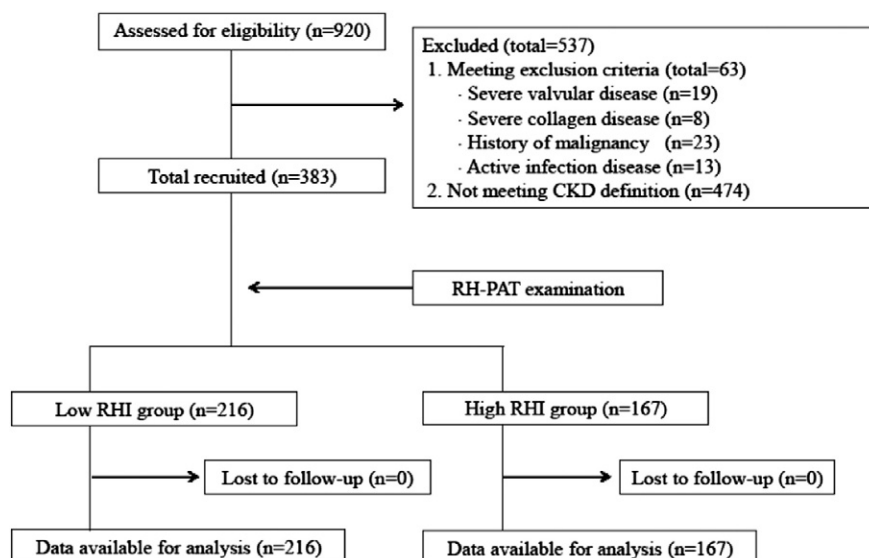 Assessed for eligibility (n=920)
Excluded (total=537)
1. Meeting exclusion criteria (total=63)
· Severe valvular disease (n=19)
· Severe collagen disease (n=8)
· History of malignancy (n=23)
· Active infection disease (n=13)
2. Not meeting CKD definition (n=474)
Total recruited (n=383)
RH-PAT examination
Low RHI group (n=216)
High RHI group (n=167)
Lost to follow-up (n=0)
Lost to follow-up (n=0)
Data available for analysis (n=216)
Data available for analysis (n=167)